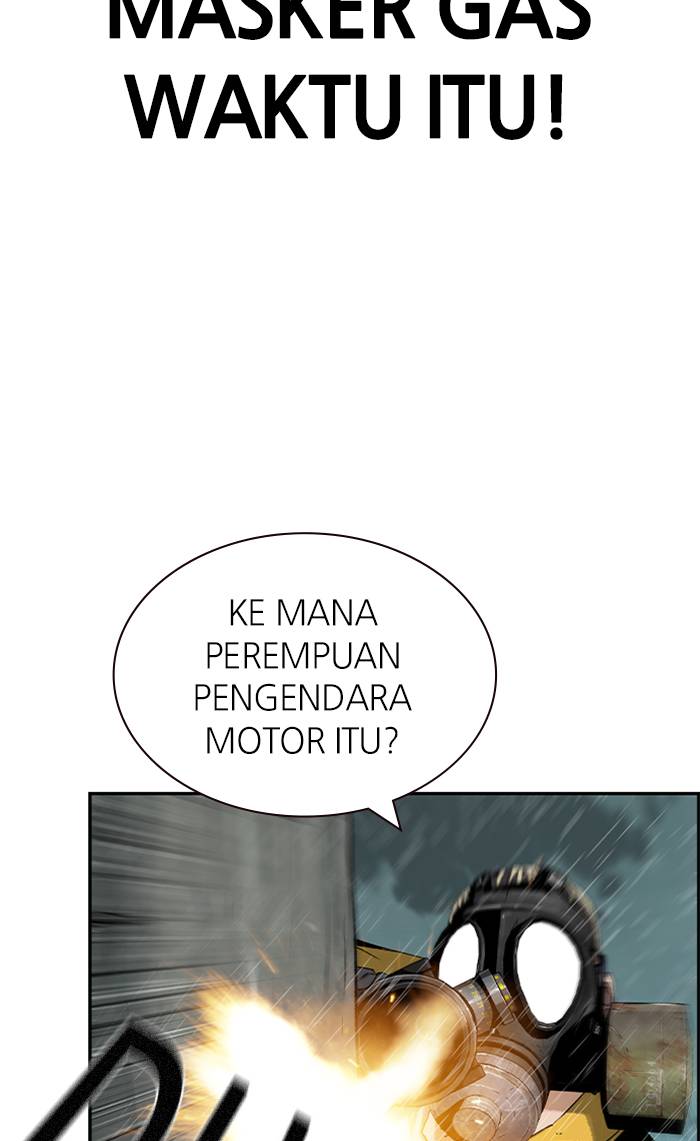 MASKER GAS
WAKTU ITU!
KE MANA
PEREMPUAN
PENGENDARA
MOTOR ITU?